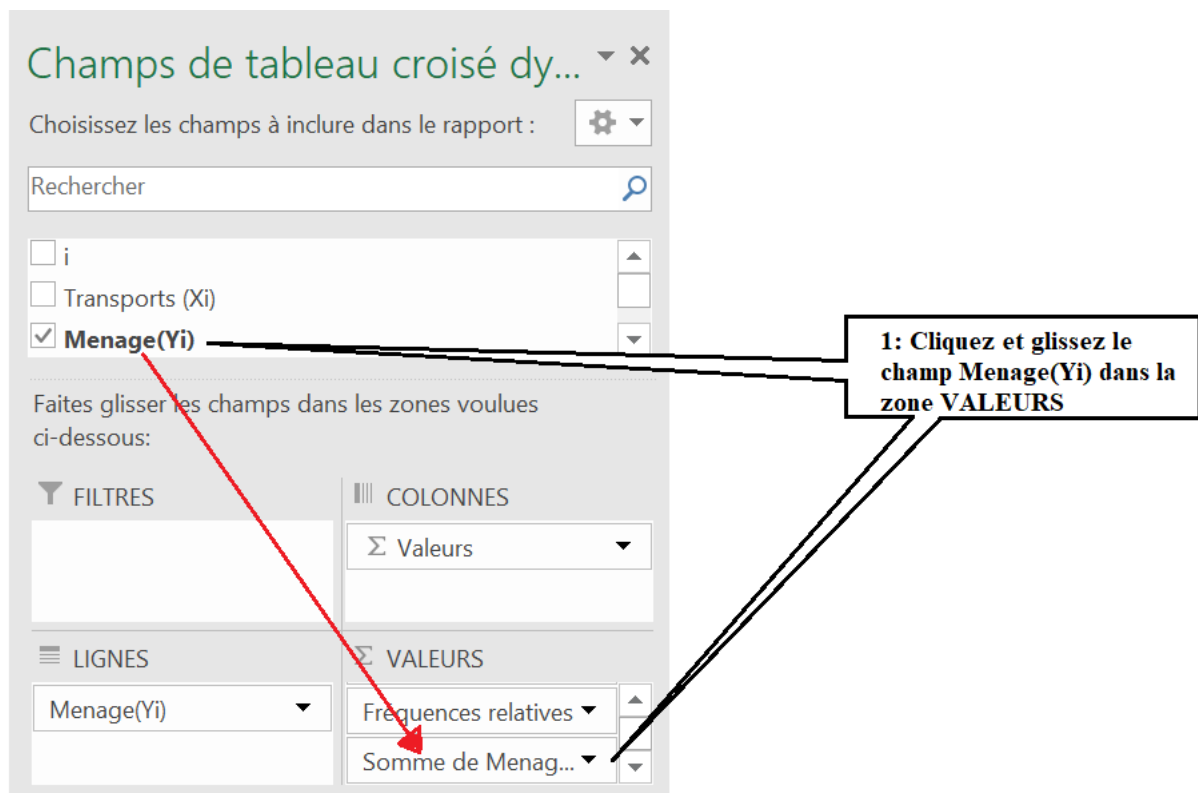 Champs de tableau croisé dy...
Choisissez les champs à inclure dans le rapport :
Rechercher
i
Transports (Xi)
Menage(Yi)
1: Cliquez et glissez le
champ Menage(Yi) dans la
zone VALEURS
Faites glisser les champs dans les zones voulues
ci-dessous:
FILTRES
COLONNES
Σ Valeurs
LIGNES
Σ VALEURS
Menage(Yi)
Fréquences relatives
Somme de Menag...